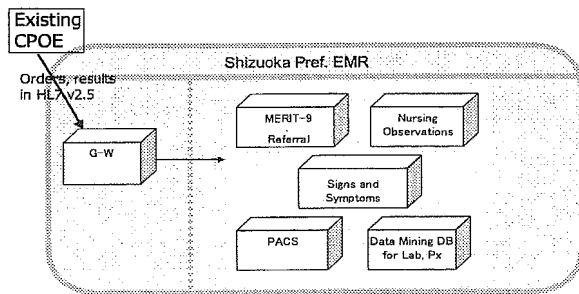 Existing
CPOE
Shizuoka Pref. EMR
Orders, results
in HL7 v2.5
G-W
MERIT-9
Referral
Nursing
Observations
Signs and
Symptoms
PACS
Data Mining DB
for Lab, Px